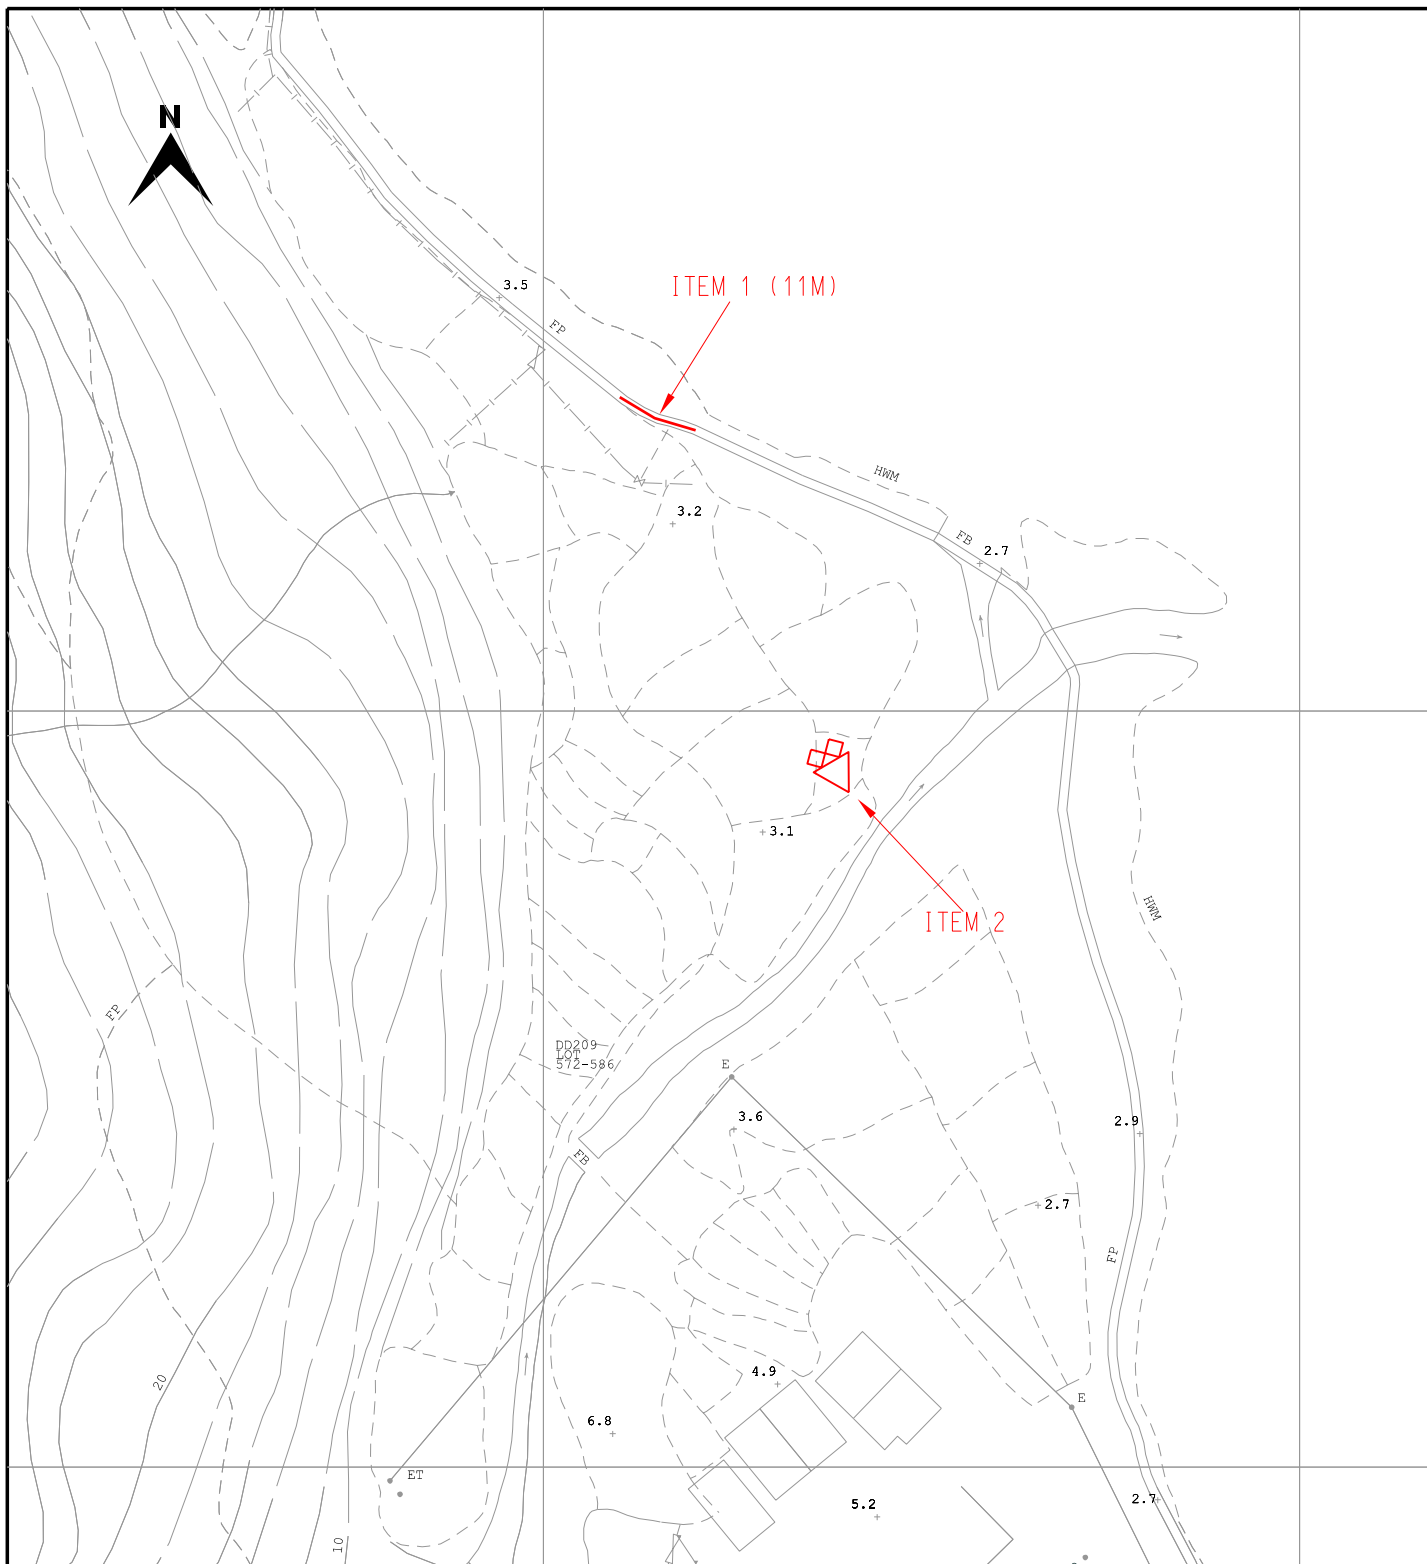 N
3.5
ITEM 1 (11M)
FP
HWM
3.2
FB
2.7
3.1
ITEM 2
HWM
FP
DD209
LOT
572-586
E
3.6
2.9
FB
2.7
FP
4.9
20
E
6.8
ET
5.2
2.7
10